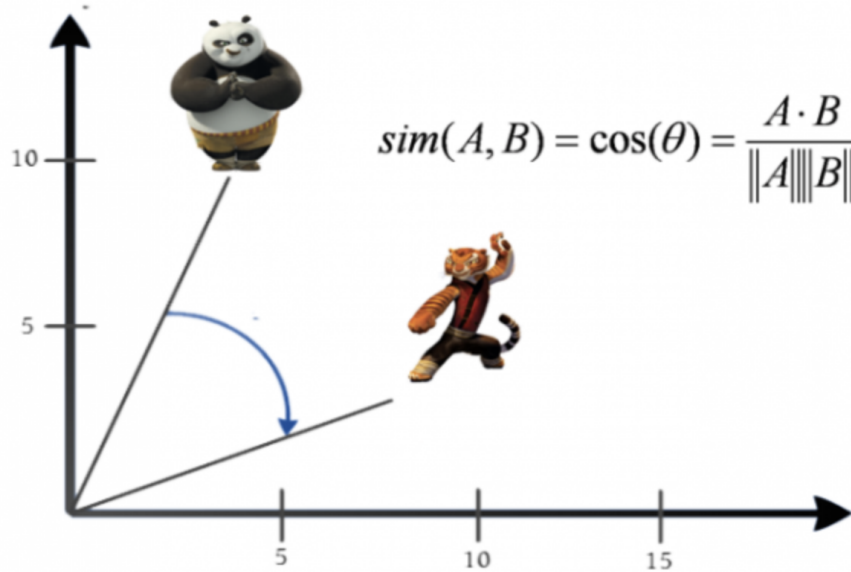 10
sim(A, B) = cos(θ) = A · B / ||A||||B||
5
5 10 15